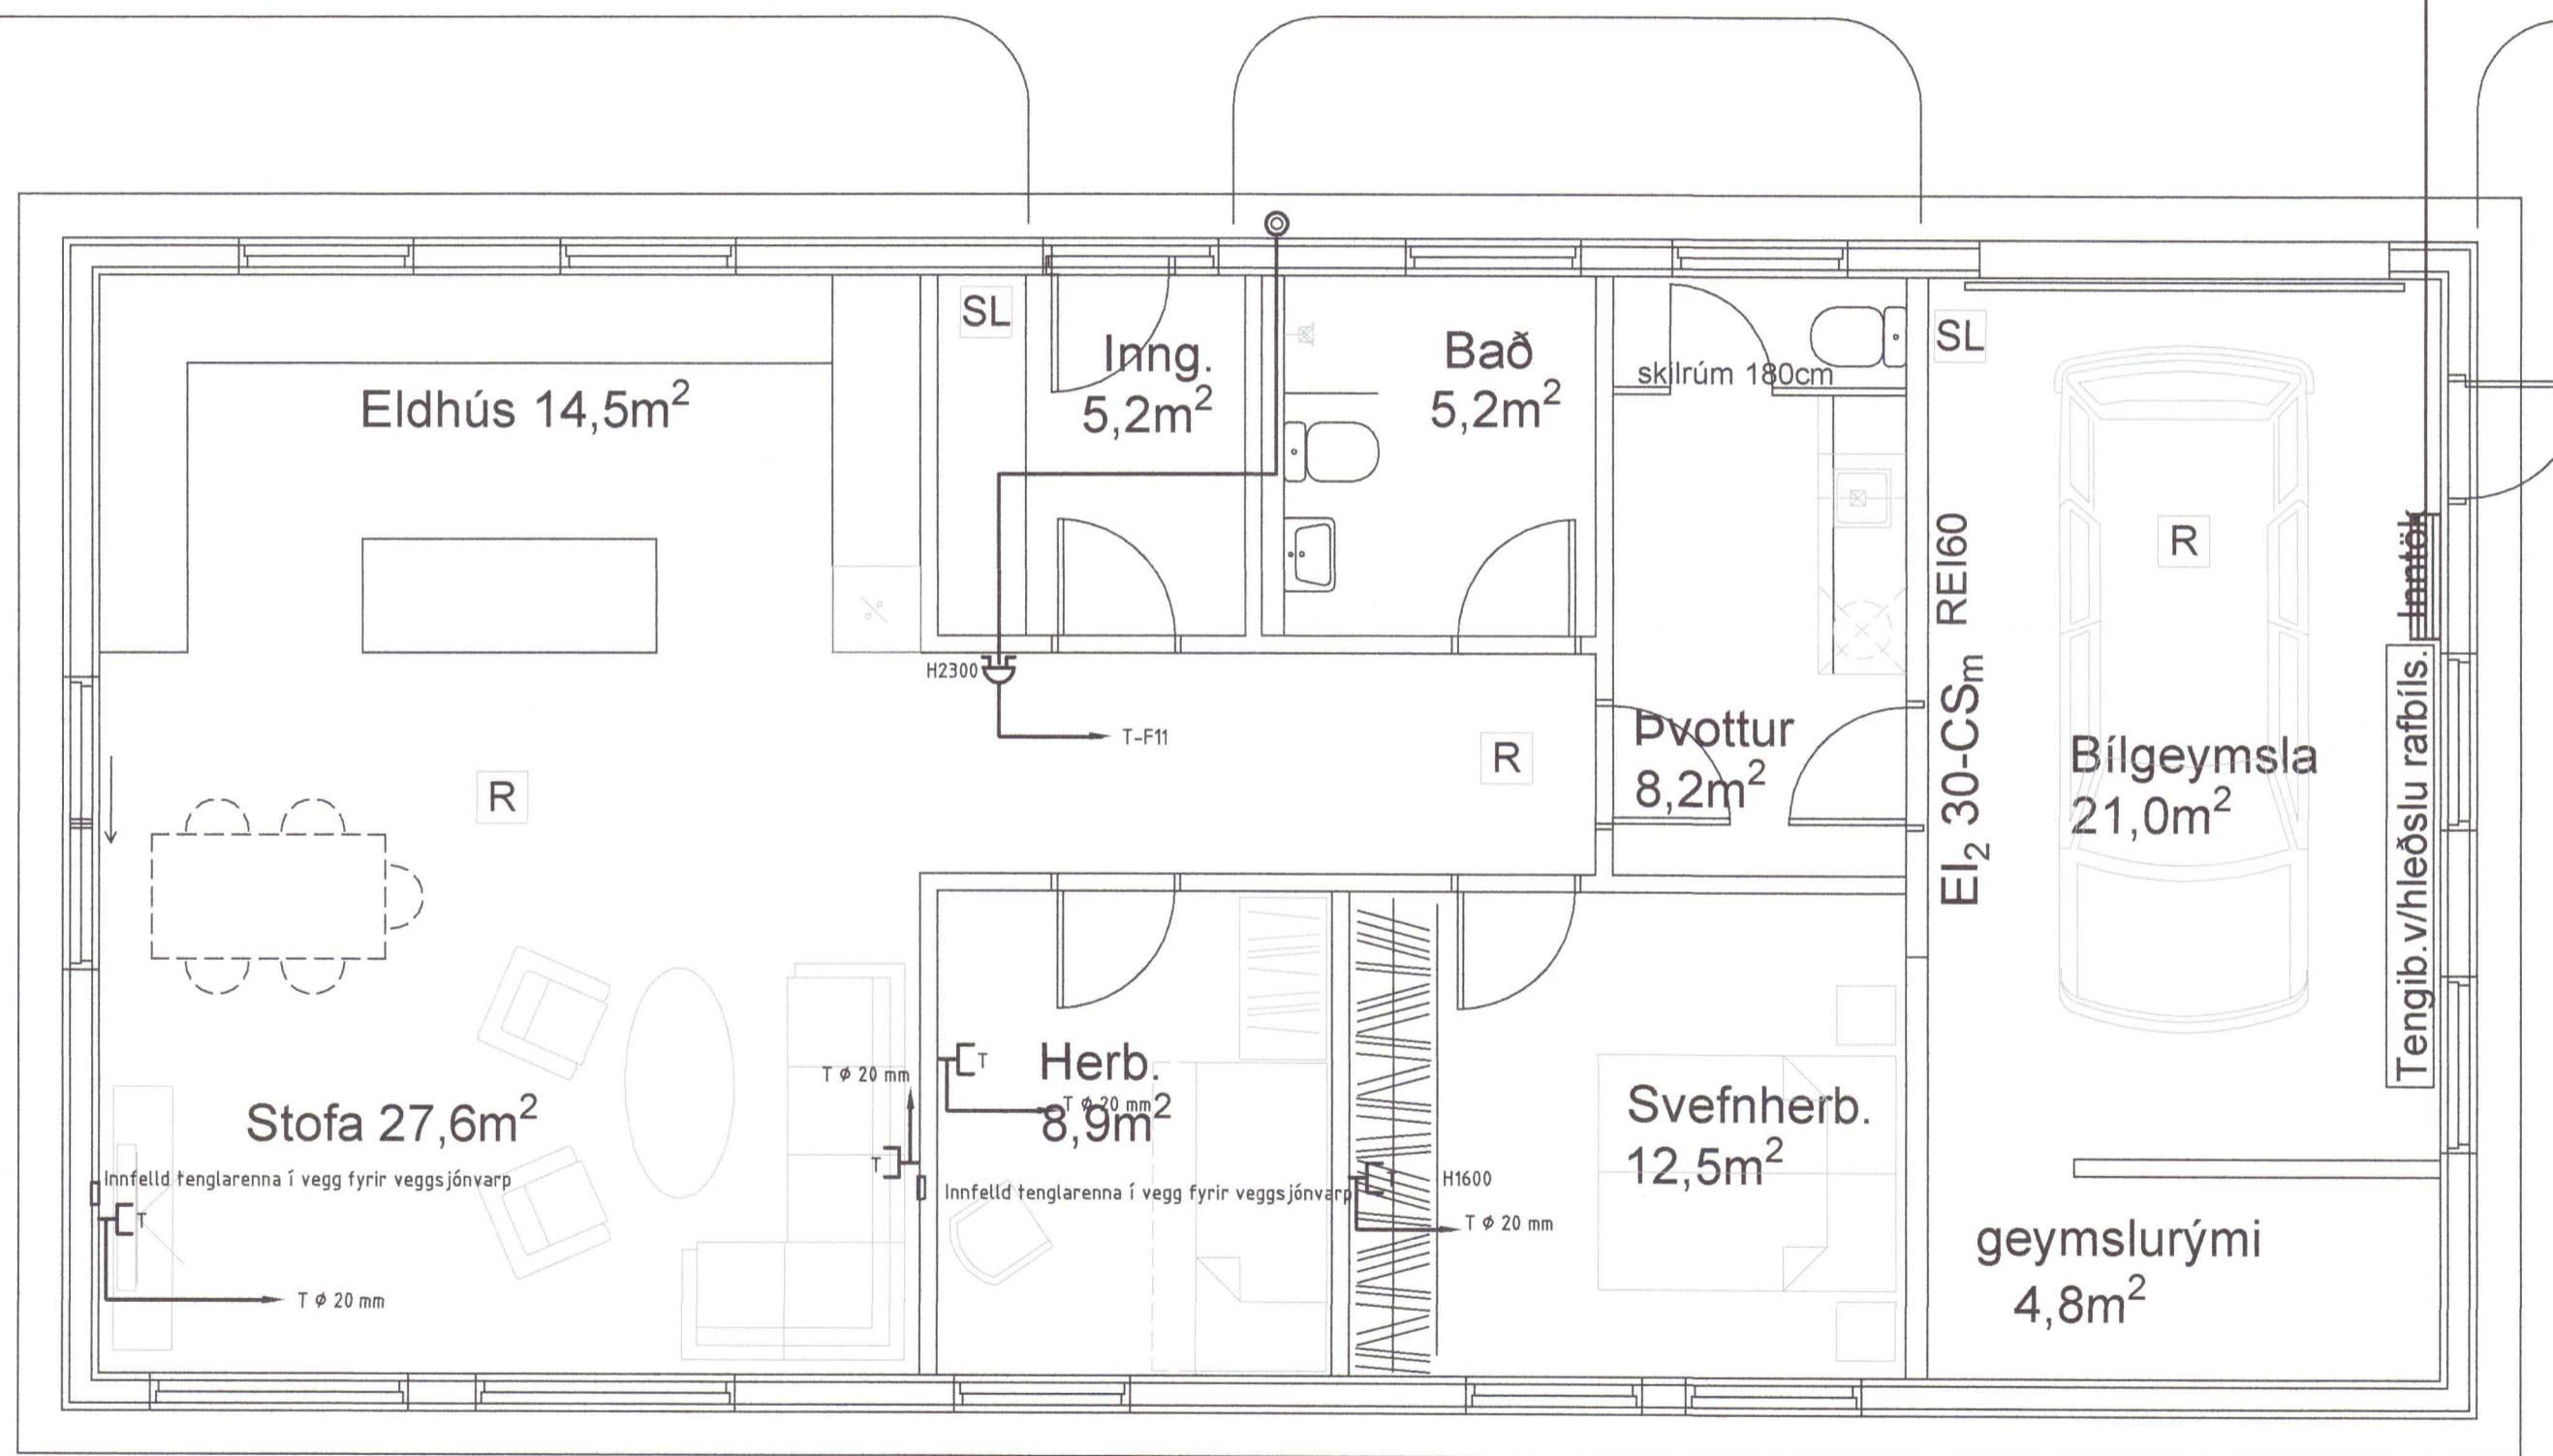 SL
Inng.
5,2m²
Bað
5,2m²
skilrúm 180cm
SL
Eldhús 14,5m²
REI60
EI₂ 30-CSm
R
Inntök
H2300
T-F11
R
R
Þvottur
8,2m²
Bílgeymsla
21,0m²
Tengib.v/hleðslu rafbíls.
T ø 20 mm
T
Herb.
8,9m²
T ø 20 mm
Stofa 27,6m²
Svefnherb.
12,5m²
T
Innfelld tenglarenna í vegg fyrir veggsjónvarp
Innfelld tenglarenna í vegg fyrir veggsjónvarp
T
H1600
T
T ø 20 mm
T ø 20 mm
geymslurými
4,8m²